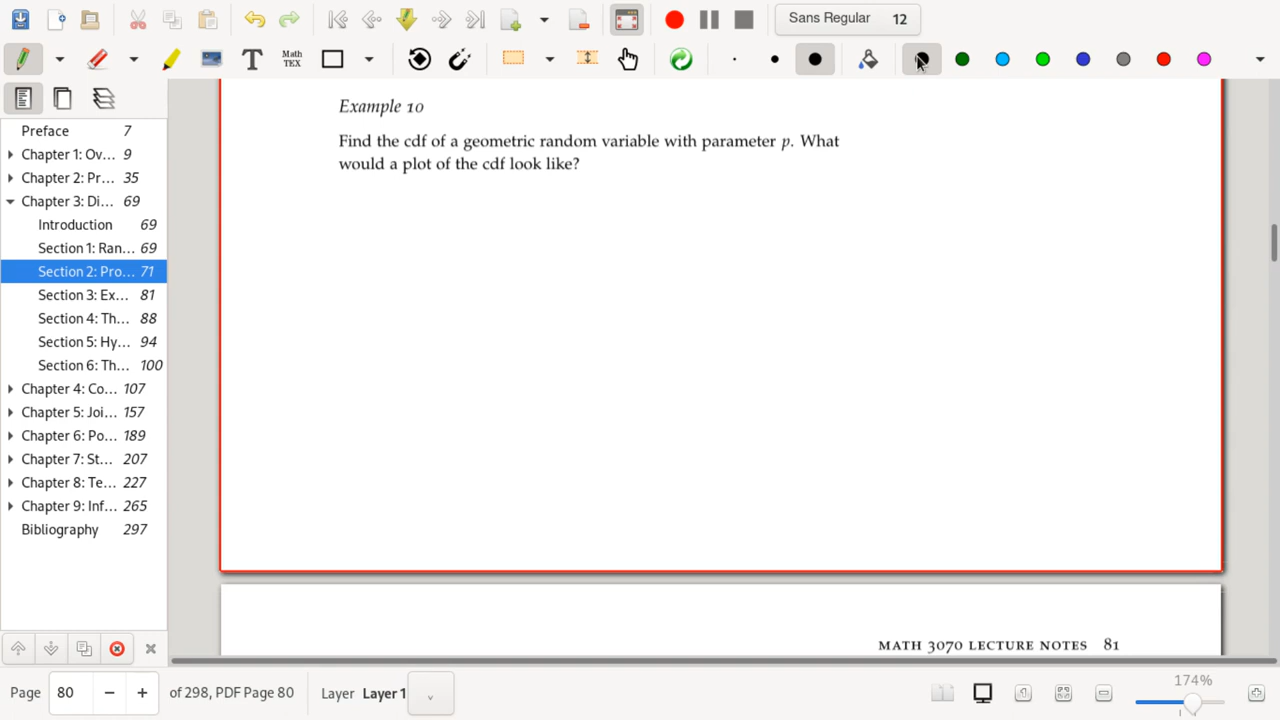 Sans Regular 12
Math
TEX
Preface 7
Chapter 1: Ov... 9
Chapter 2: Pr... 35
Chapter 3: Di... 69
Introduction 69
Section 1: Ran... 69
Section 2: Pro... 71
Section 3: Ex... 81
Section 4: Th... 88
Section 5: Hy... 94
Section 6: Th... 100
Chapter 4: Co... 107
Chapter 5: Joi... 157
Chapter 6: Po... 189
Chapter 7: St... 207
Chapter 8: Te... 227
Chapter 9: Inf... 265
Bibliography 297
Example 10
Find the cdf of a geometric random variable with parameter p. What
would a plot of the cdf look like?
MATH 3070 LECTURE NOTES 81
Page 80 of 298, PDF Page 80 Layer Layer 1
174%